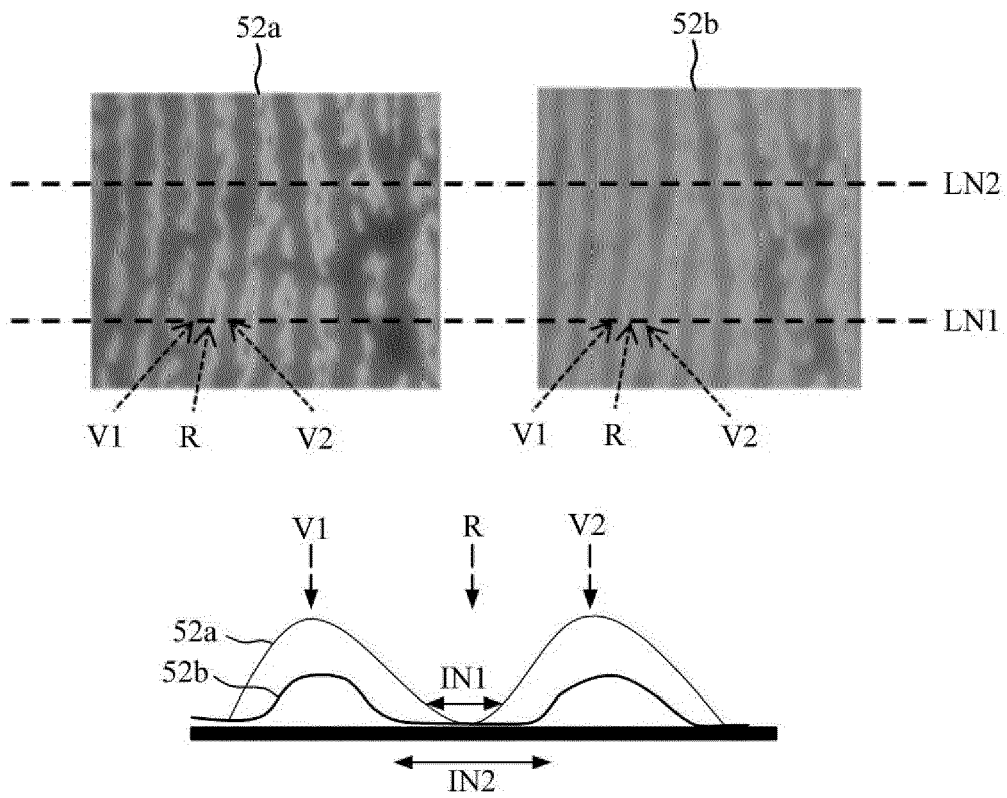 52a 52b
LN2
LN1
V1 R V2 V1 R V2
V1 R V2
52a
52b IN1
IN2